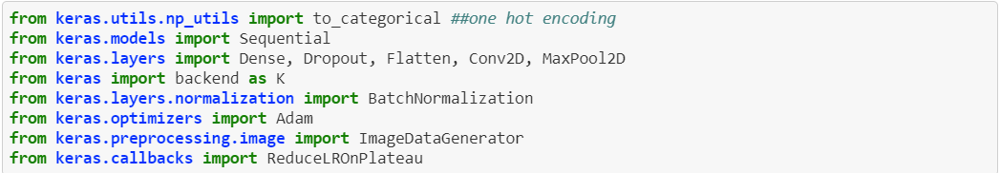 from keras.utils.np_utils import to_categorical ##one hot encoding
from keras.models import Sequential
from keras.layers import Dense, Dropout, Flatten, Conv2D, MaxPool2D
from keras import backend as K
from keras.layers.normalization import BatchNormalization
from keras.optimizers import Adam
from keras.preprocessing.image import ImageDataGenerator
from keras.callbacks import ReduceLROnPlateau